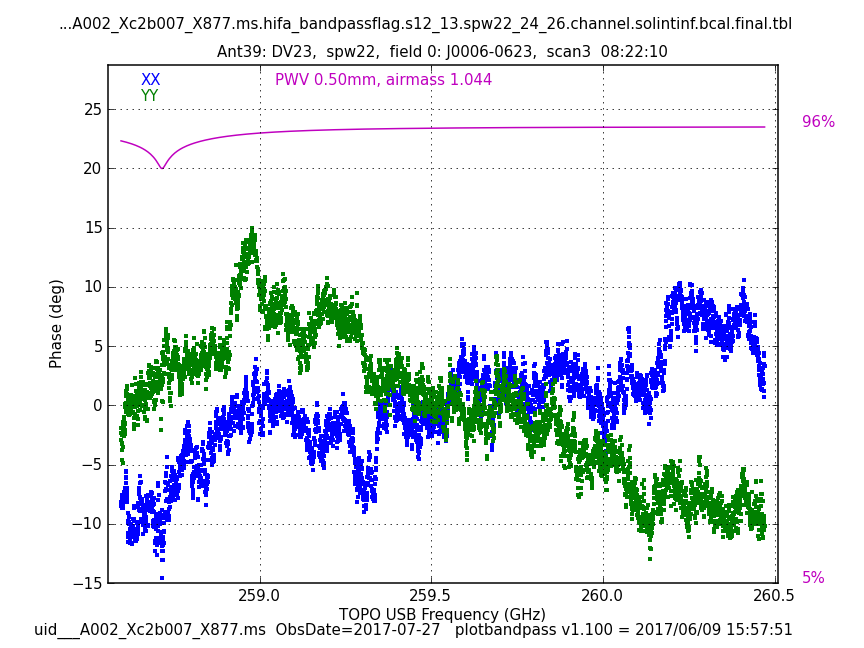 ...A002_Xc2b007_X877.ms.hifa_bandpassflag.s12_13.spw22_24_26.channel.solintinf.bcal.final.tbl
Ant39: DV23, spw22, field 0: J0006-0623, scan3 08:22:10
XX
PWV 0.50mm, airmass 1.044
YY
25
96%
20
15
10
5
0
−5
−10
−15
5%
Phase (deg)
259.0
259.5
260.0
260.5
TOPO USB Frequency (GHz)
uid___A002_Xc2b007_X877.ms ObsDate=2017-07-27 plotbandpass v1.100 = 2017/06/09 15:57:51